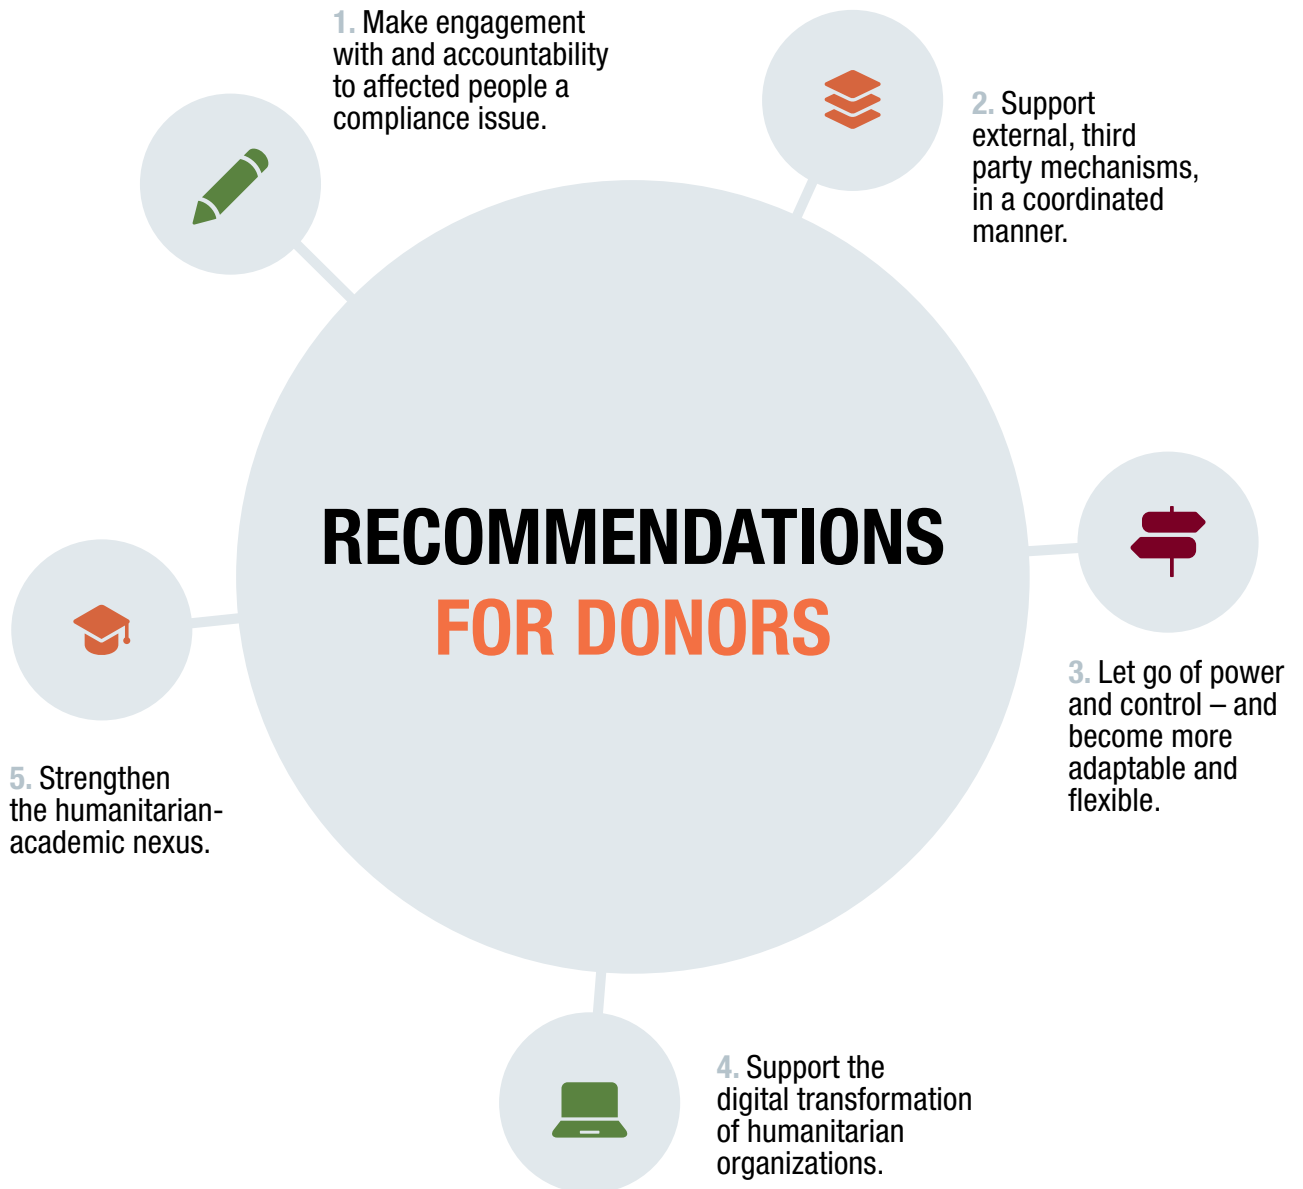 1. Make engagement
with and accountability
to affected people a
compliance issue.
2. Support
external, third
party mechanisms,
in a coordinated
manner.
RECOMMENDATIONS
FOR DONORS
3. Let go of power
and control – and
become more
adaptable and
flexible.
4. Support the
digital transformation
of humanitarian
organizations.
5. Strengthen
the humanitarian-
academic nexus.